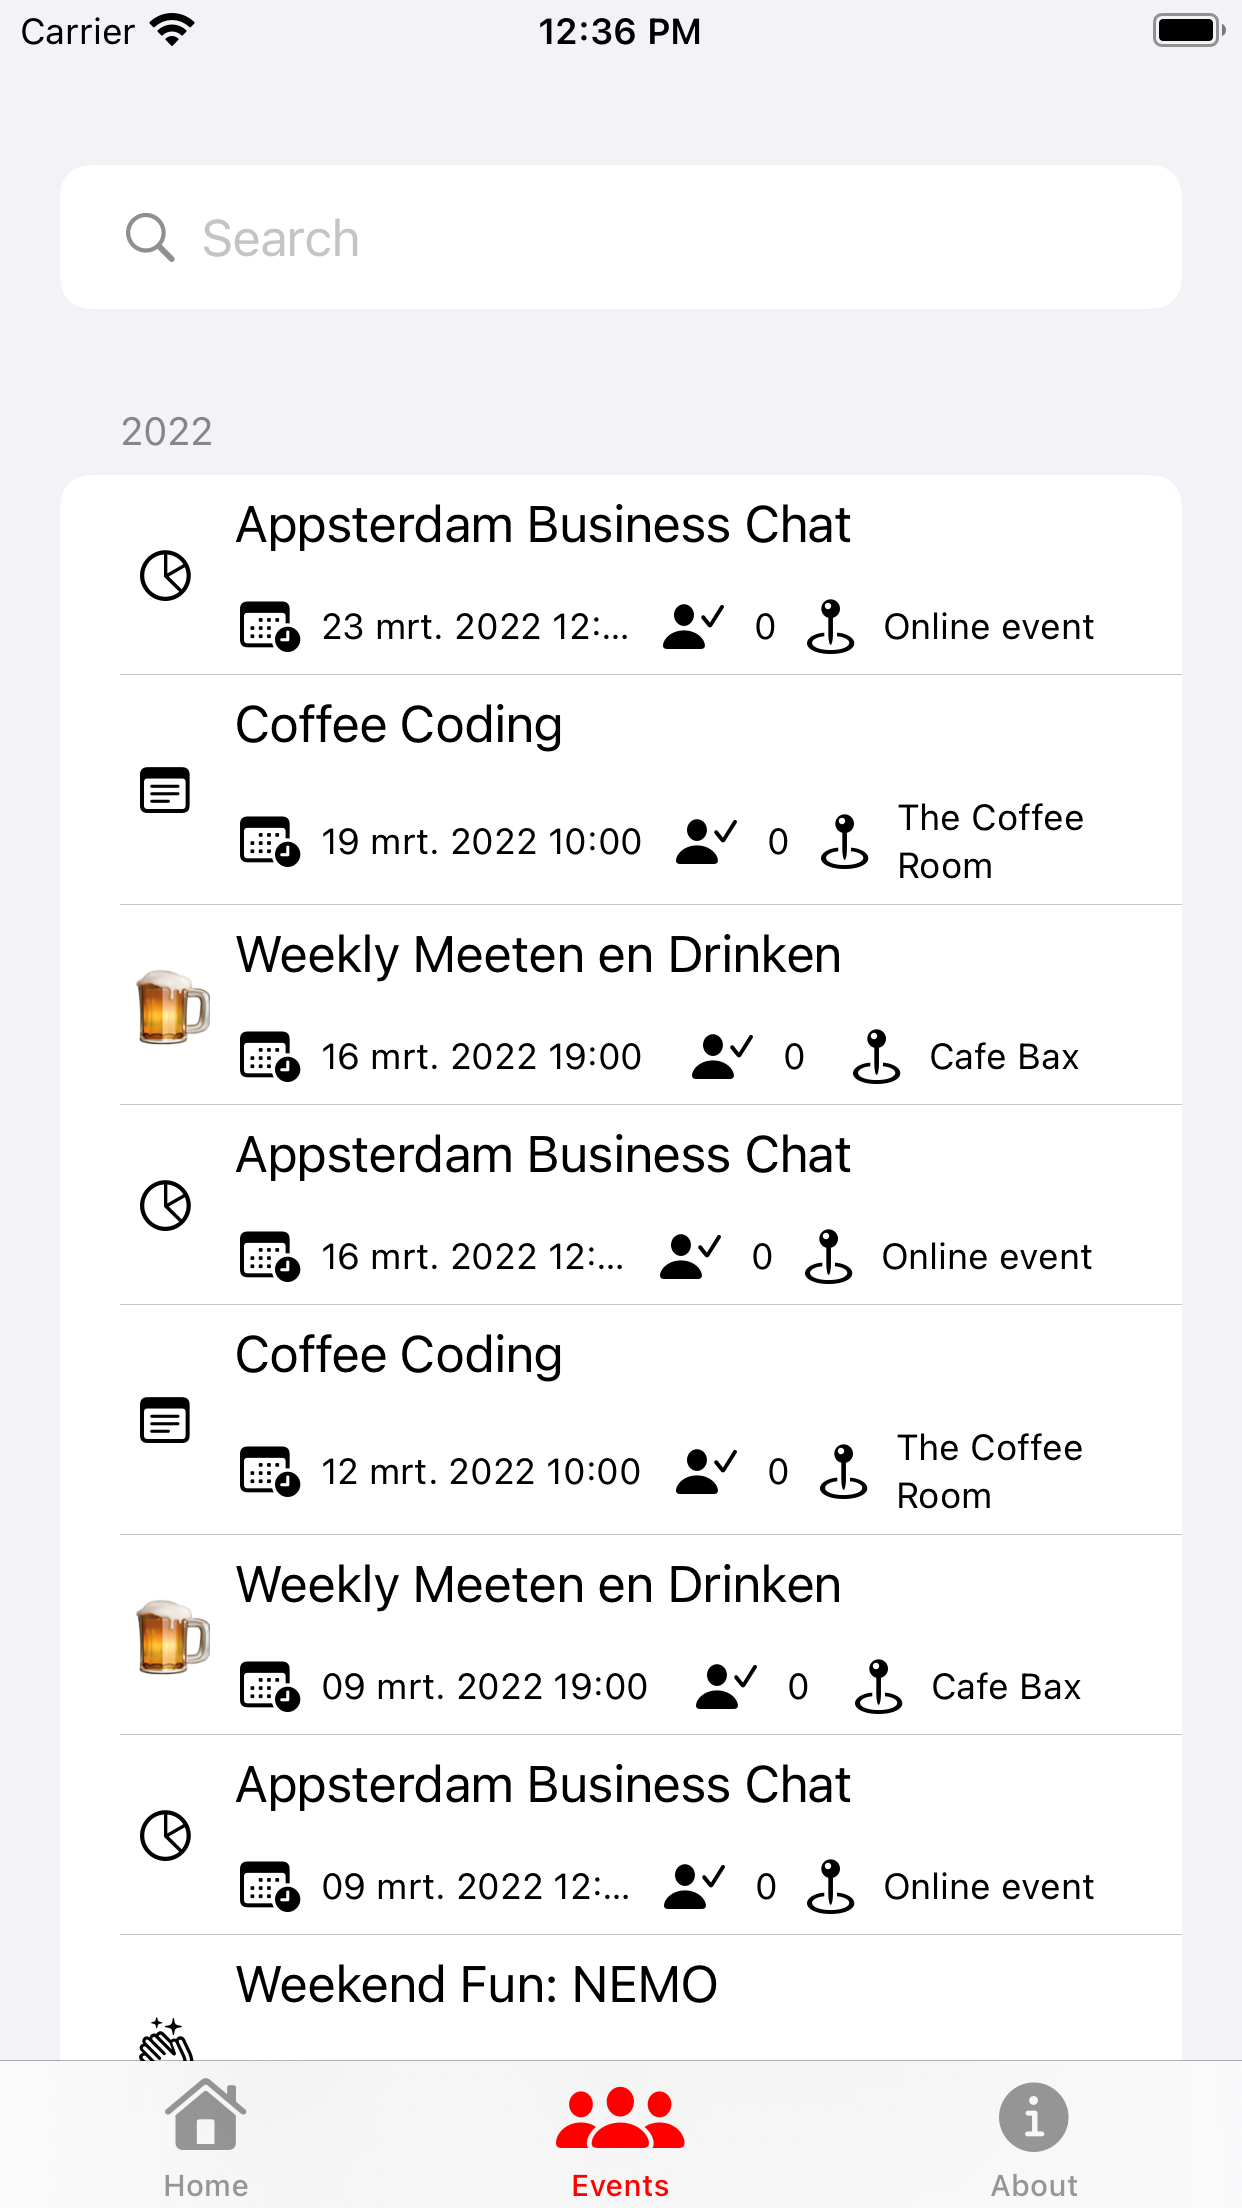 Carrier 12:36 PM
Search
2022
Appsterdam Business Chat
23 mrt. 2022 12:... 0 Online event
Coffee Coding
19 mrt. 2022 10:00 0 The Coffee
Room
Weekly Meeten en Drinken
16 mrt. 2022 19:00 0 Cafe Bax
Appsterdam Business Chat
16 mrt. 2022 12:... 0 Online event
Coffee Coding
12 mrt. 2022 10:00 0 The Coffee
Room
Weekly Meeten en Drinken
09 mrt. 2022 19:00 0 Cafe Bax
Appsterdam Business Chat
09 mrt. 2022 12:... 0 Online event
Weekend Fun: NEMO
Home Events About